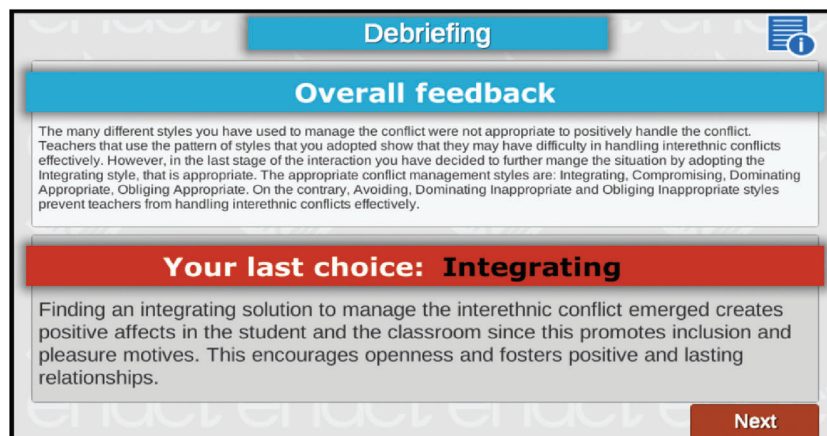 Debriefing
Overall feedback
The many different styles you have used to manage the conflict were not appropriate to positively handle the conflict.
Teachers that use the pattern of styles that you adopted show that they may have difficulty in handling interethnic conflicts
effectively. However, in the last stage of the interaction you have decided to further mange the situation by adopting the
Integrating style, that is appropriate. The appropriate conflict management styles are: Integrating, Compromising, Dominating
Appropriate, Obliging Appropriate. On the contrary, Avoiding, Dominating Inappropriate and Obliging Inappropriate styles
prevent teachers from handling interethnic conflicts effectively.
Your last choice: Integrating
Finding an integrating solution to manage the interethnic conflict emerged creates
positive affects in the student and the classroom since this promotes inclusion and
pleasure motives. This encourages openness and fosters positive and lasting
relationships.
enact enact enact enact
Next